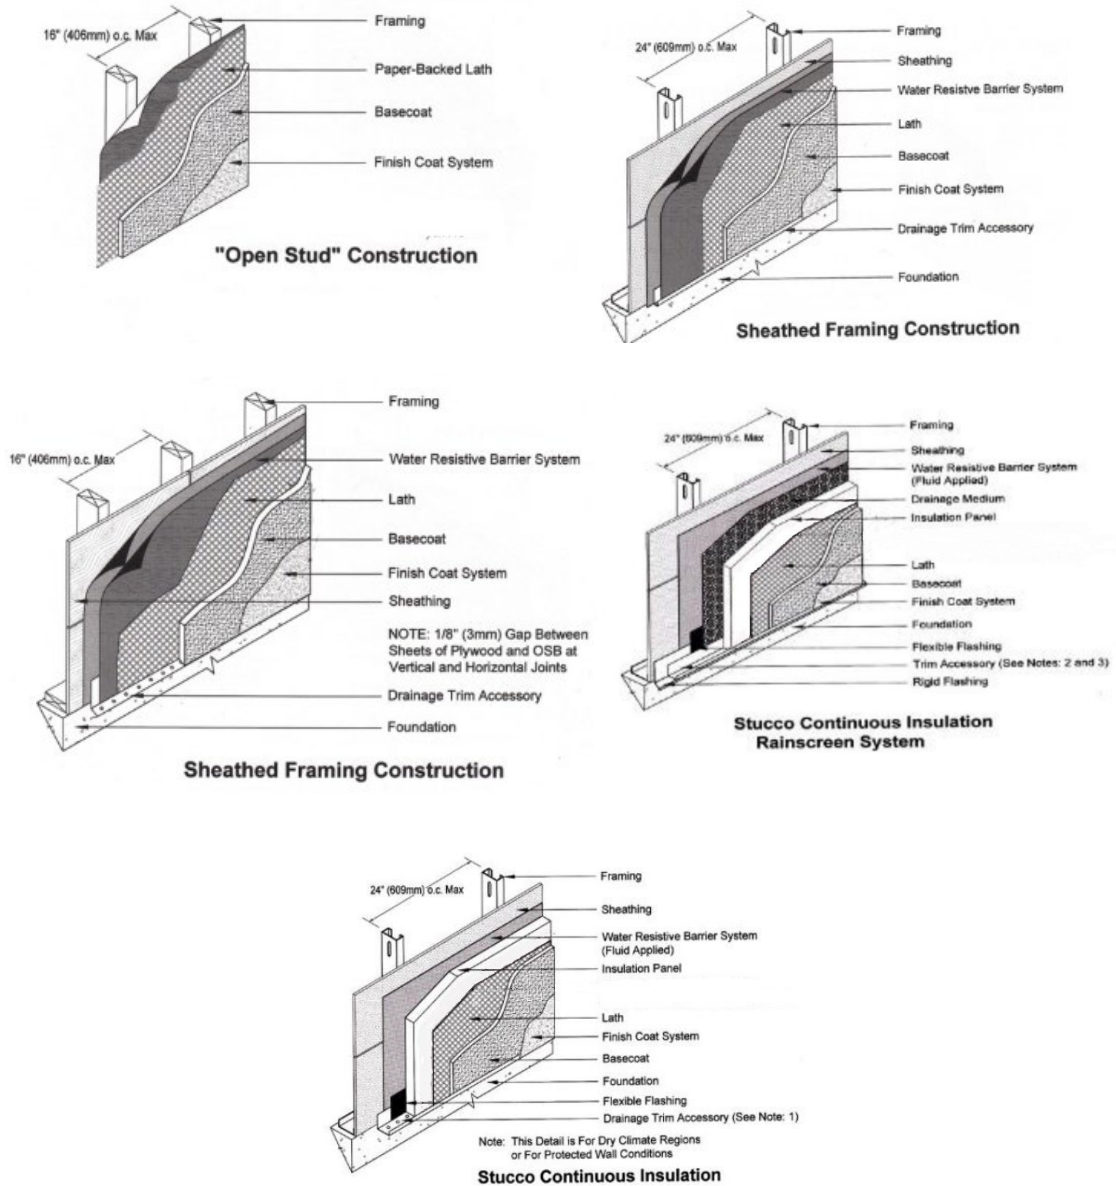 16" (406mm) o.c. Max
Framing
Paper-Backed Lath
Basecoat
Finish Coat System
"Open Stud" Construction
24" (609mm) o.c. Max
Framing
Sheathing
Water Resistve Barrier System
Lath
Basecoat
Finish Coat System
Drainage Trim Accessory
Foundation
Sheathed Framing Construction
16" (406mm) o.c. Max
Framing
Water Resistive Barrier System
Lath
Basecoat
Finish Coat System
Sheathing
NOTE: 1/8" (3mm) Gap Between
Sheets of Plywood and OSB at
Vertical and Horizontal Joints
Drainage Trim Accessory
Foundation
Sheathed Framing Construction
24" (609mm) o.c. Max
Framing
Sheathing
Water Resistive Barrier System
(Fluid Applied)
Drainage Medium
Insulation Panel
Lath
Basecoat
Finish Coat System
Foundation
Flexible Flashing
Trim Accessory (See Notes: 2 and 3)
Rigid Flashing
Stucco Continuous Insulation
Rainscreen System
24" (609mm) o.c. Max
Framing
Sheathing
Water Resistive Barrier System
(Fluid Applied)
Insulation Panel
Lath
Finish Coat System
Basecoat
Foundation
Flexible Flashing
Drainage Trim Accessory (See Note: 1)
Note: This Detail is For Dry Climate Regions
or For Protected Wall Conditions
Stucco Continuous Insulation